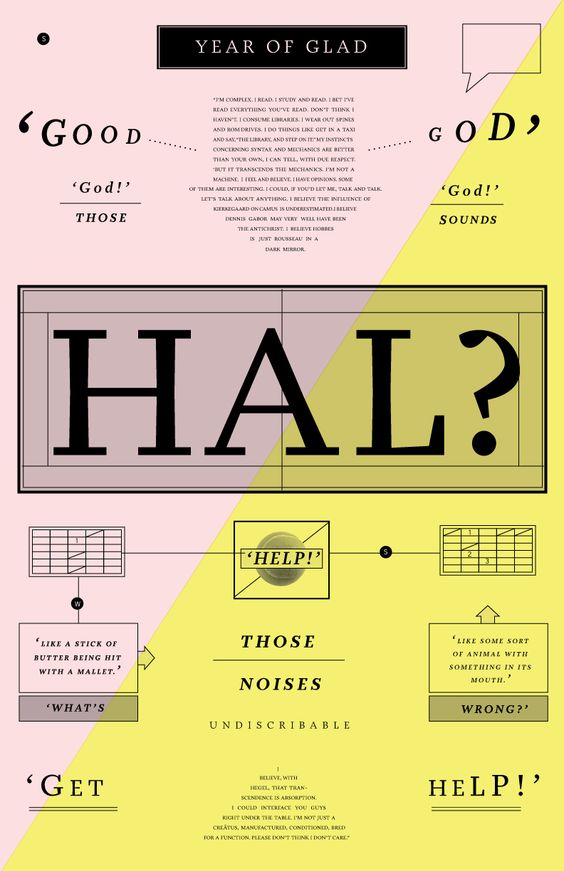 S
YEAR OF GLAD
‘GOOD
GOD’
‘God!’
THOSE
‘God!’
SOUNDS
“I'M COMPLEX. I READ. I STUDY AND READ. I BET I'VE
READ EVERYTHING YOU'VE READ. DON'T THINK I
HAVEN'T. I CONSUME LIBRARIES. I WEAR OUT SPINES
AND ROM DRIVES. I DO THINGS LIKE GET IN A TAXI
AND SAY, 'THE LIBRARY, AND STEP ON IT.' MY INSTINCTS
CONCERNING SYNTAX AND MECHANICS ARE BETTER
THAN YOUR OWN, I CAN TELL, WITH DUE RESPECT.
'BUT IT TRANSCENDS THE MECHANICS. I'M NOT A
MACHINE. I FEEL AND BELIEVE. I HAVE OPINIONS. SOME
OF THEM ARE INTERESTING. I COULD, IF YOU'D LET ME, TALK AND TALK.
LET'S TALK ABOUT ANYTHING. I BELIEVE THE INFLUENCE OF
KIERKEGAARD ON CAMUS IS UNDERESTIMATED. I BELIEVE
DENNIS GABOR MAY VERY WELL HAVE BEEN
THE ANTICHRIST. I BELIEVE HOBBES
IS JUST ROUSSEAU IN A
DARK MIRROR.
HAL?
1
‘HELP!’
S
1
2
3
W
‘LIKE A STICK OF
BUTTER BEING HIT
WITH A MALLET.’
‘WHAT'S
THOSE
NOISES
UNDISCRIBABLE
‘LIKE SOME SORT
OF ANIMAL WITH
SOMETHING IN ITS
MOUTH.’
WRONG?’
‘GET
HELP!’
I
BELIEVE, WITH
HEGEL, THAT TRAN-
SCENDENCE IS ABSORPTION.
I COULD INTERFACE YOU GUYS
RIGHT UNDER THE TABLE. I'M NOT JUST A
CREĀTUS, MANUFACTURED, CONDITIONED, BRED
FOR A FUNCTION. PLEASE DON'T THINK I DON'T CARE.”